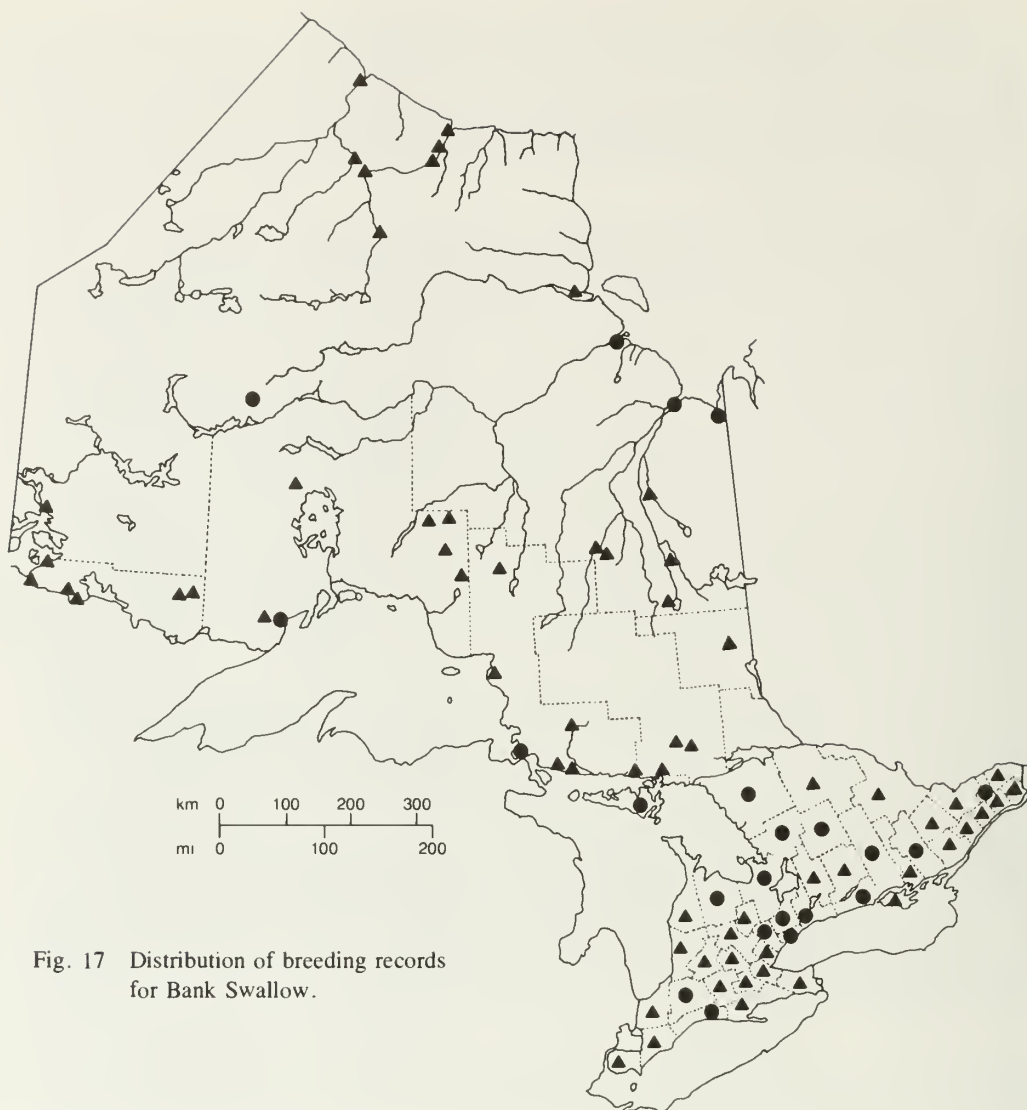 km 0 100 200 300
mi 0 100 200
Fig. 17 Distribution of breeding records
for Bank Swallow.